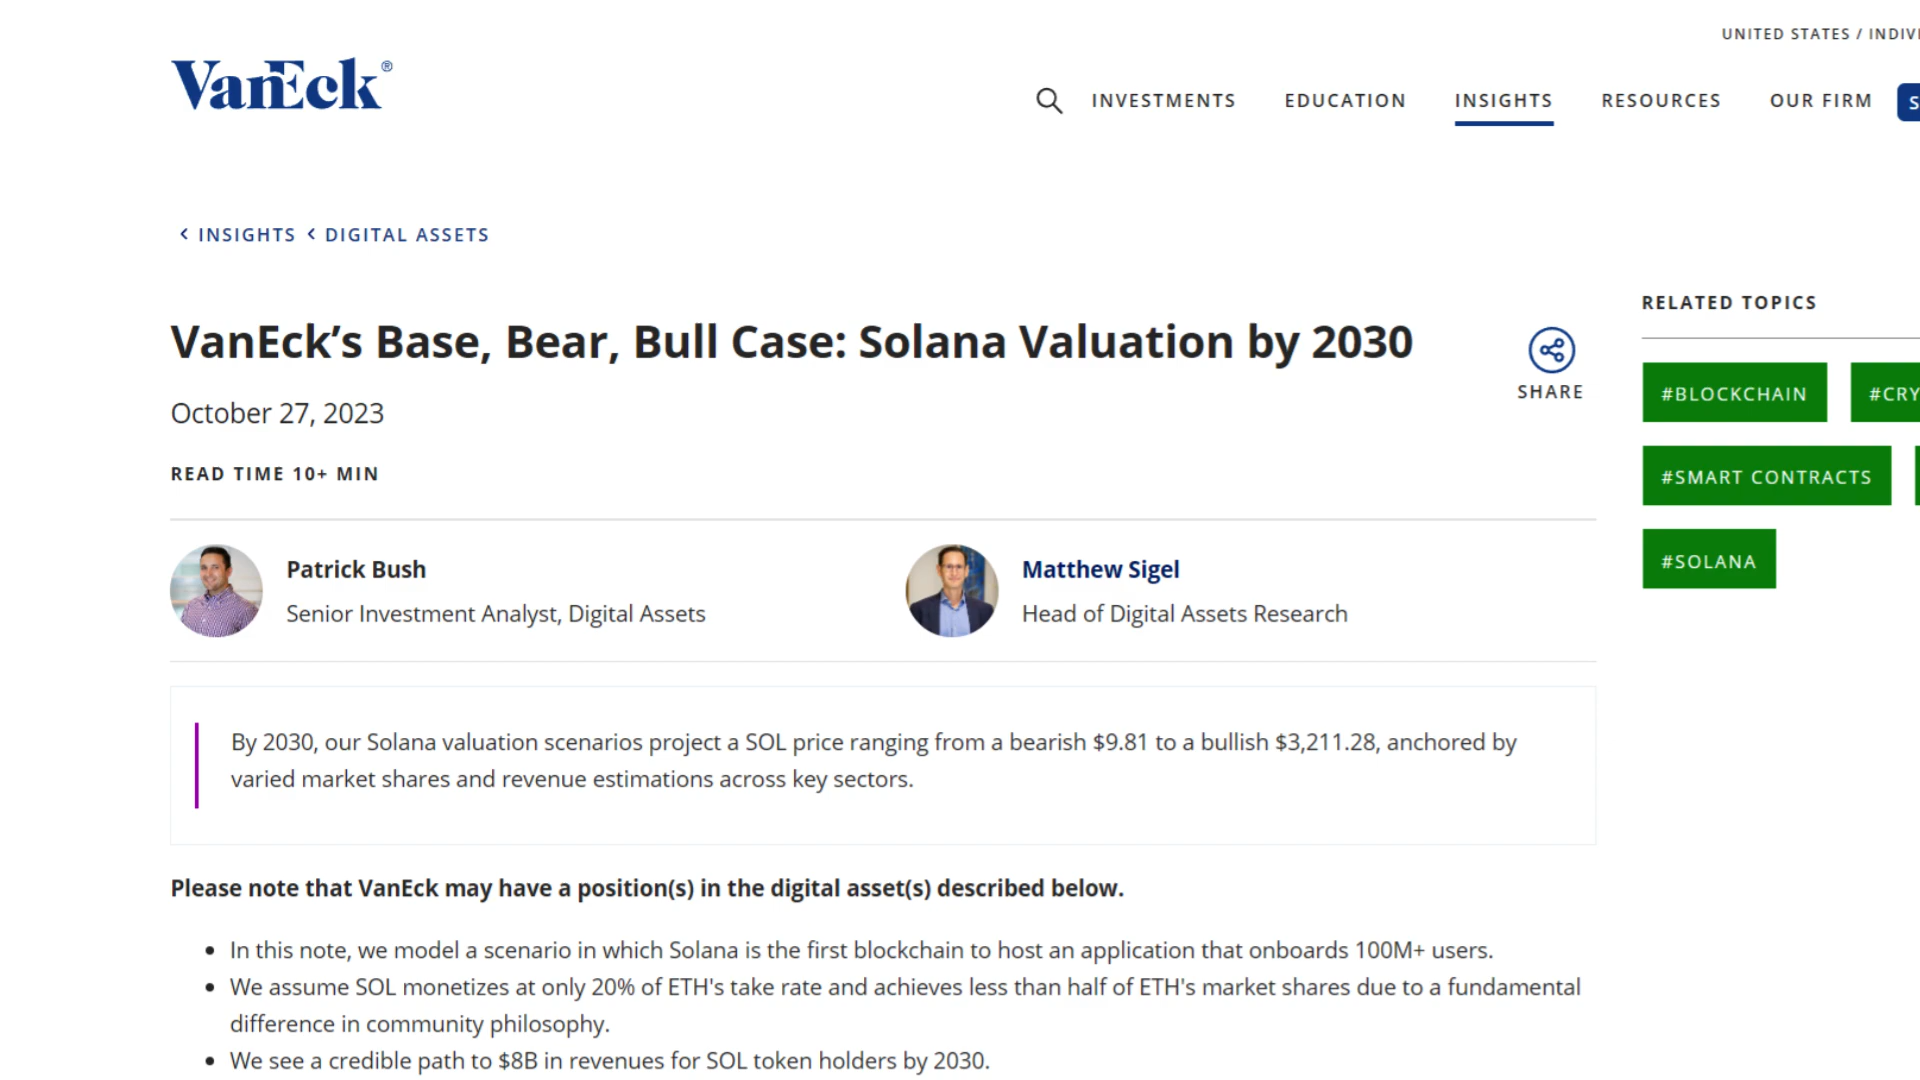 UNITED STATES / INDIVI
VanEck®
INVESTMENTS EDUCATION INSIGHTS RESOURCES OUR FIRM S
< INSIGHTS < DIGITAL ASSETS
VanEck’s Base, Bear, Bull Case: Solana Valuation by 2030
SHARE
October 27, 2023
READ TIME 10+ MIN
Patrick Bush
Senior Investment Analyst, Digital Assets
Matthew Sigel
Head of Digital Assets Research
By 2030, our Solana valuation scenarios project a SOL price ranging from a bearish $9.81 to a bullish $3,211.28, anchored by
varied market shares and revenue estimations across key sectors.
Please note that VanEck may have a position(s) in the digital asset(s) described below.
• In this note, we model a scenario in which Solana is the first blockchain to host an application that onboards 100M+ users.
• We assume SOL monetizes at only 20% of ETH's take rate and achieves less than half of ETH's market shares due to a fundamental
difference in community philosophy.
• We see a credible path to $8B in revenues for SOL token holders by 2030.
RELATED TOPICS
#BLOCKCHAIN #CRY
#SMART CONTRACTS
#SOLANA